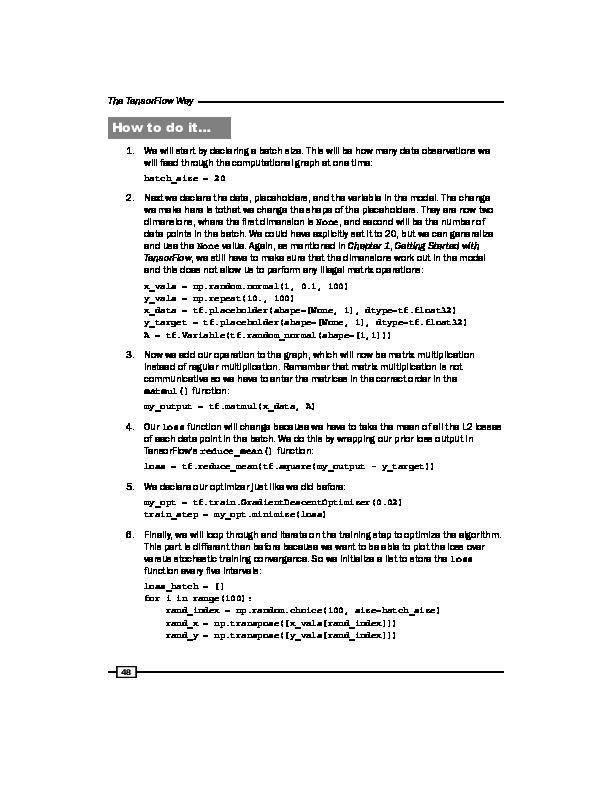 The TensorFlow Way
How to do it…
1. We will start by declaring a batch size. This will be how many data observations we
will feed through the computational graph at one time:
batch_size = 20
2. Next we declare the data, placeholders, and the variable in the model. The change
we make here is tothat we change the shape of the placeholders. They are now two
dimensions, where the first dimension is None, and second will be the number of
data points in the batch. We could have explicitly set it to 20, but we can generalize
and use the None value. Again, as mentioned in Chapter 1, Getting Started with
TensorFlow, we still have to make sure that the dimensions work out in the model
and this does not allow us to perform any illegal matrix operations:
x_vals = np.random.normal(1, 0.1, 100)
y_vals = np.repeat(10., 100)
x_data = tf.placeholder(shape=[None, 1], dtype=tf.float32)
y_target = tf.placeholder(shape=[None, 1], dtype=tf.float32)
A = tf.Variable(tf.random_normal(shape=[1,1]))
3. Now we add our operation to the graph, which will now be matrix multiplication
instead of regular multiplication. Remember that matrix multiplication is not
communicative so we have to enter the matrices in the correct order in the
matmul() function:
my_output = tf.matmul(x_data, A)
4. Our loss function will change because we have to take the mean of all the L2 losses
of each data point in the batch. We do this by wrapping our prior loss output in
TensorFlow's reduce_mean() function:
loss = tf.reduce_mean(tf.square(my_output - y_target))
5. We declare our optimizer just like we did before:
my_opt = tf.train.GradientDescentOptimizer(0.02)
train_step = my_opt.minimize(loss)
6. Finally, we will loop through and iterate on the training step to optimize the algorithm.
This part is different than before because we want to be able to plot the loss over
versus stochastic training convergence. So we initialize a list to store the loss
function every five intervals:
loss_batch = []
for i in range(100):
    rand_index = np.random.choice(100, size=batch_size)
    rand_x = np.transpose([x_vals[rand_index]])
    rand_y = np.transpose([y_vals[rand_index]])
48